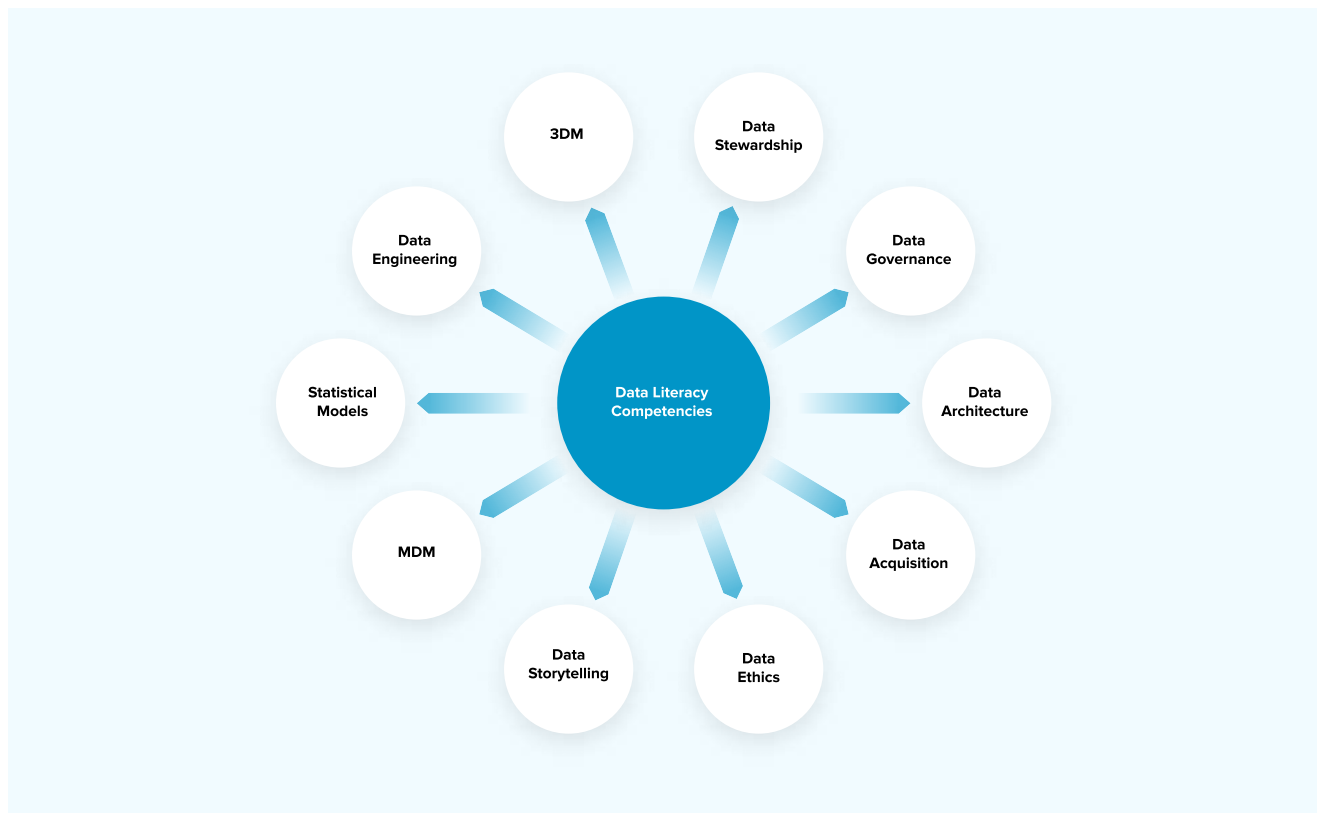 3DM
Data
Stewardship
Data
Engineering
Data
Governance
Statistical
Models
Data Literacy
Competencies
Data
Architecture
MDM
Data
Acquisition
Data
Storytelling
Data
Ethics